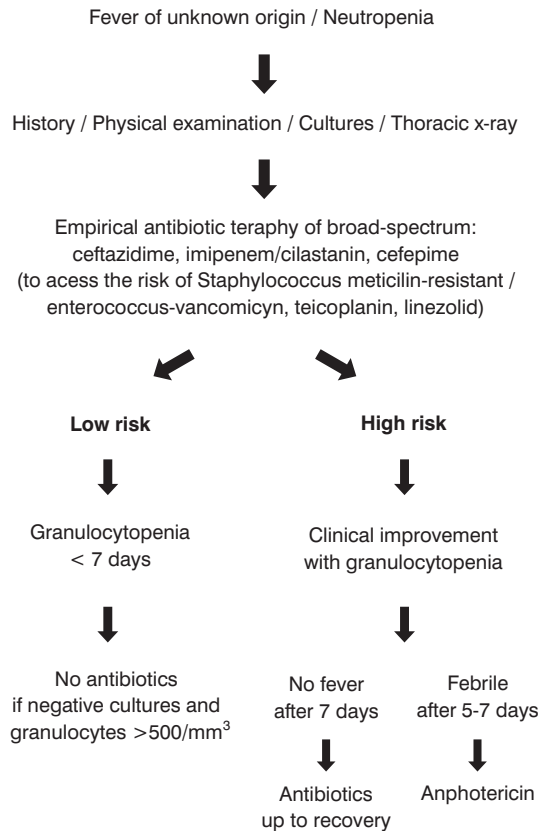 Fever of unknown origin / Neutropenia
History / Physical examination / Cultures / Thoracic x-ray
Empirical antibiotic teraphy of broad-spectrum:
ceftazidime, imipenem/cilastanin, cefepime
(to acess the risk of Staphylococcus meticilin-resistant /
enterococcus-vancomicyn, teicoplanin, linezolid)
Low risk
High risk
Granulocytopenia
< 7 days
Clinical improvement
with granulocytopenia
No antibiotics
if negative cultures and
granulocytes >500/mm³
No fever
after 7 days
Febrile
after 5-7 days
Antibiotics
up to recovery
Anphotericin